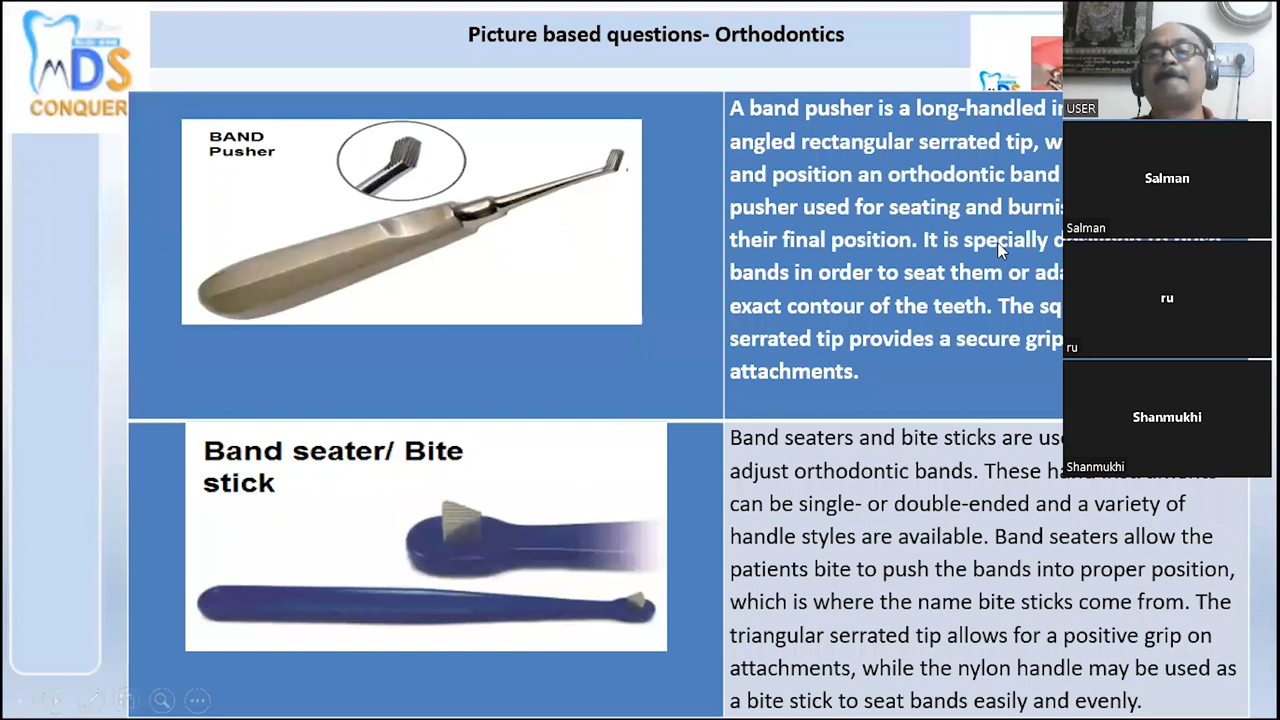 Picture based questions- Orthodontics
MDS
CONQUER
DS
BAND
Pusher
A band pusher is a long-handled
angled rectangular serrated tip,
and position an orthodontic band
pusher used for seating and
their final position. It is specially
bands in order to seat them or
exact contour of the teeth. The
serrated tip provides a secure grip
attachments.
Band seater/ Bite
stick
Band seaters and bite sticks are
adjust orthodontic bands. These
can be single- or double-ended and a variety of
handle styles are available. Band seaters allow the
patients bite to push the bands into proper position,
which is where the name bite sticks come from. The
triangular serrated tip allows for a positive grip on
attachments, while the nylon handle may be used as
a bite stick to seat bands easily and evenly.
USER
Salman
Salman
ru
ru
Shanmukhi
Shanmukhi